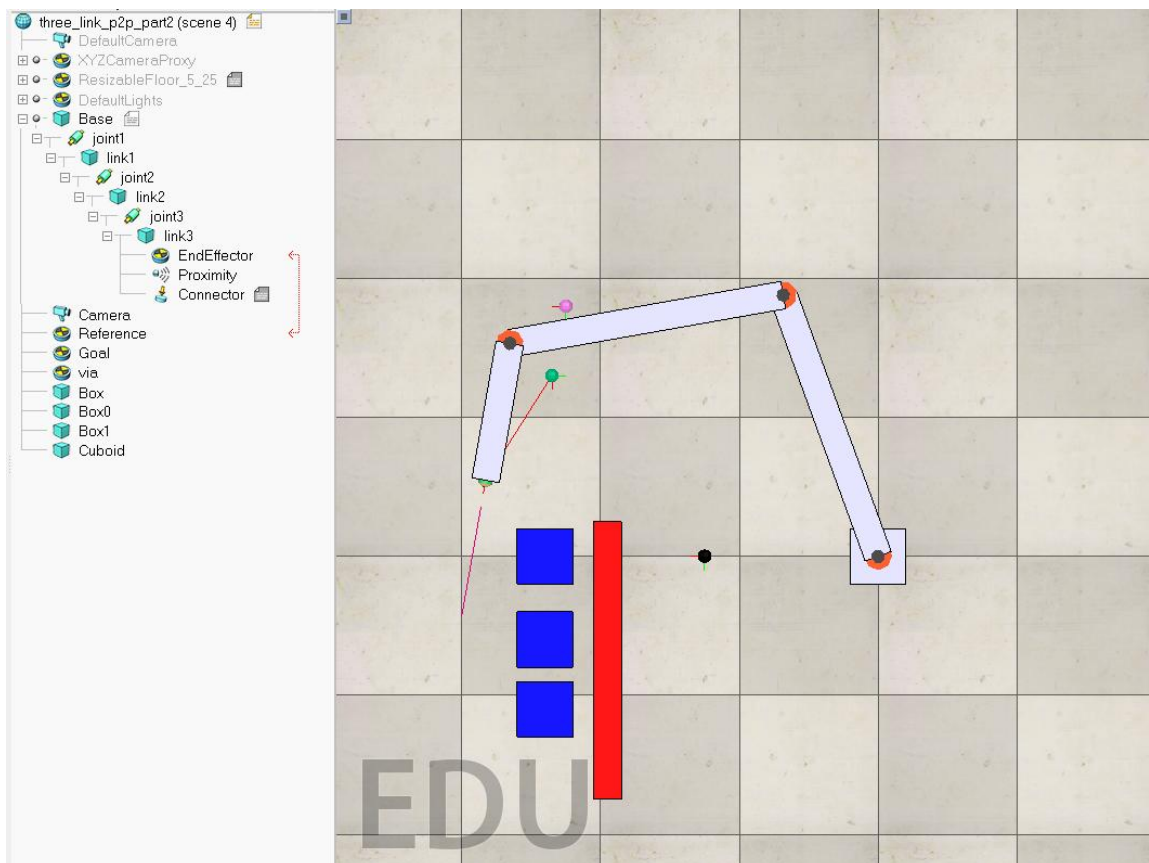 three_link_p2p_part2 (scene 4)
DefaultCamera
XYZCameraProxy
ResizableFloor_5_25
DefaultLights
Base
joint1
link1
joint2
link2
joint3
link3
EndEffector
Proximity
Connector
Camera
Reference
Goal
via
Box
Box0
Box1
Cuboid
EDU